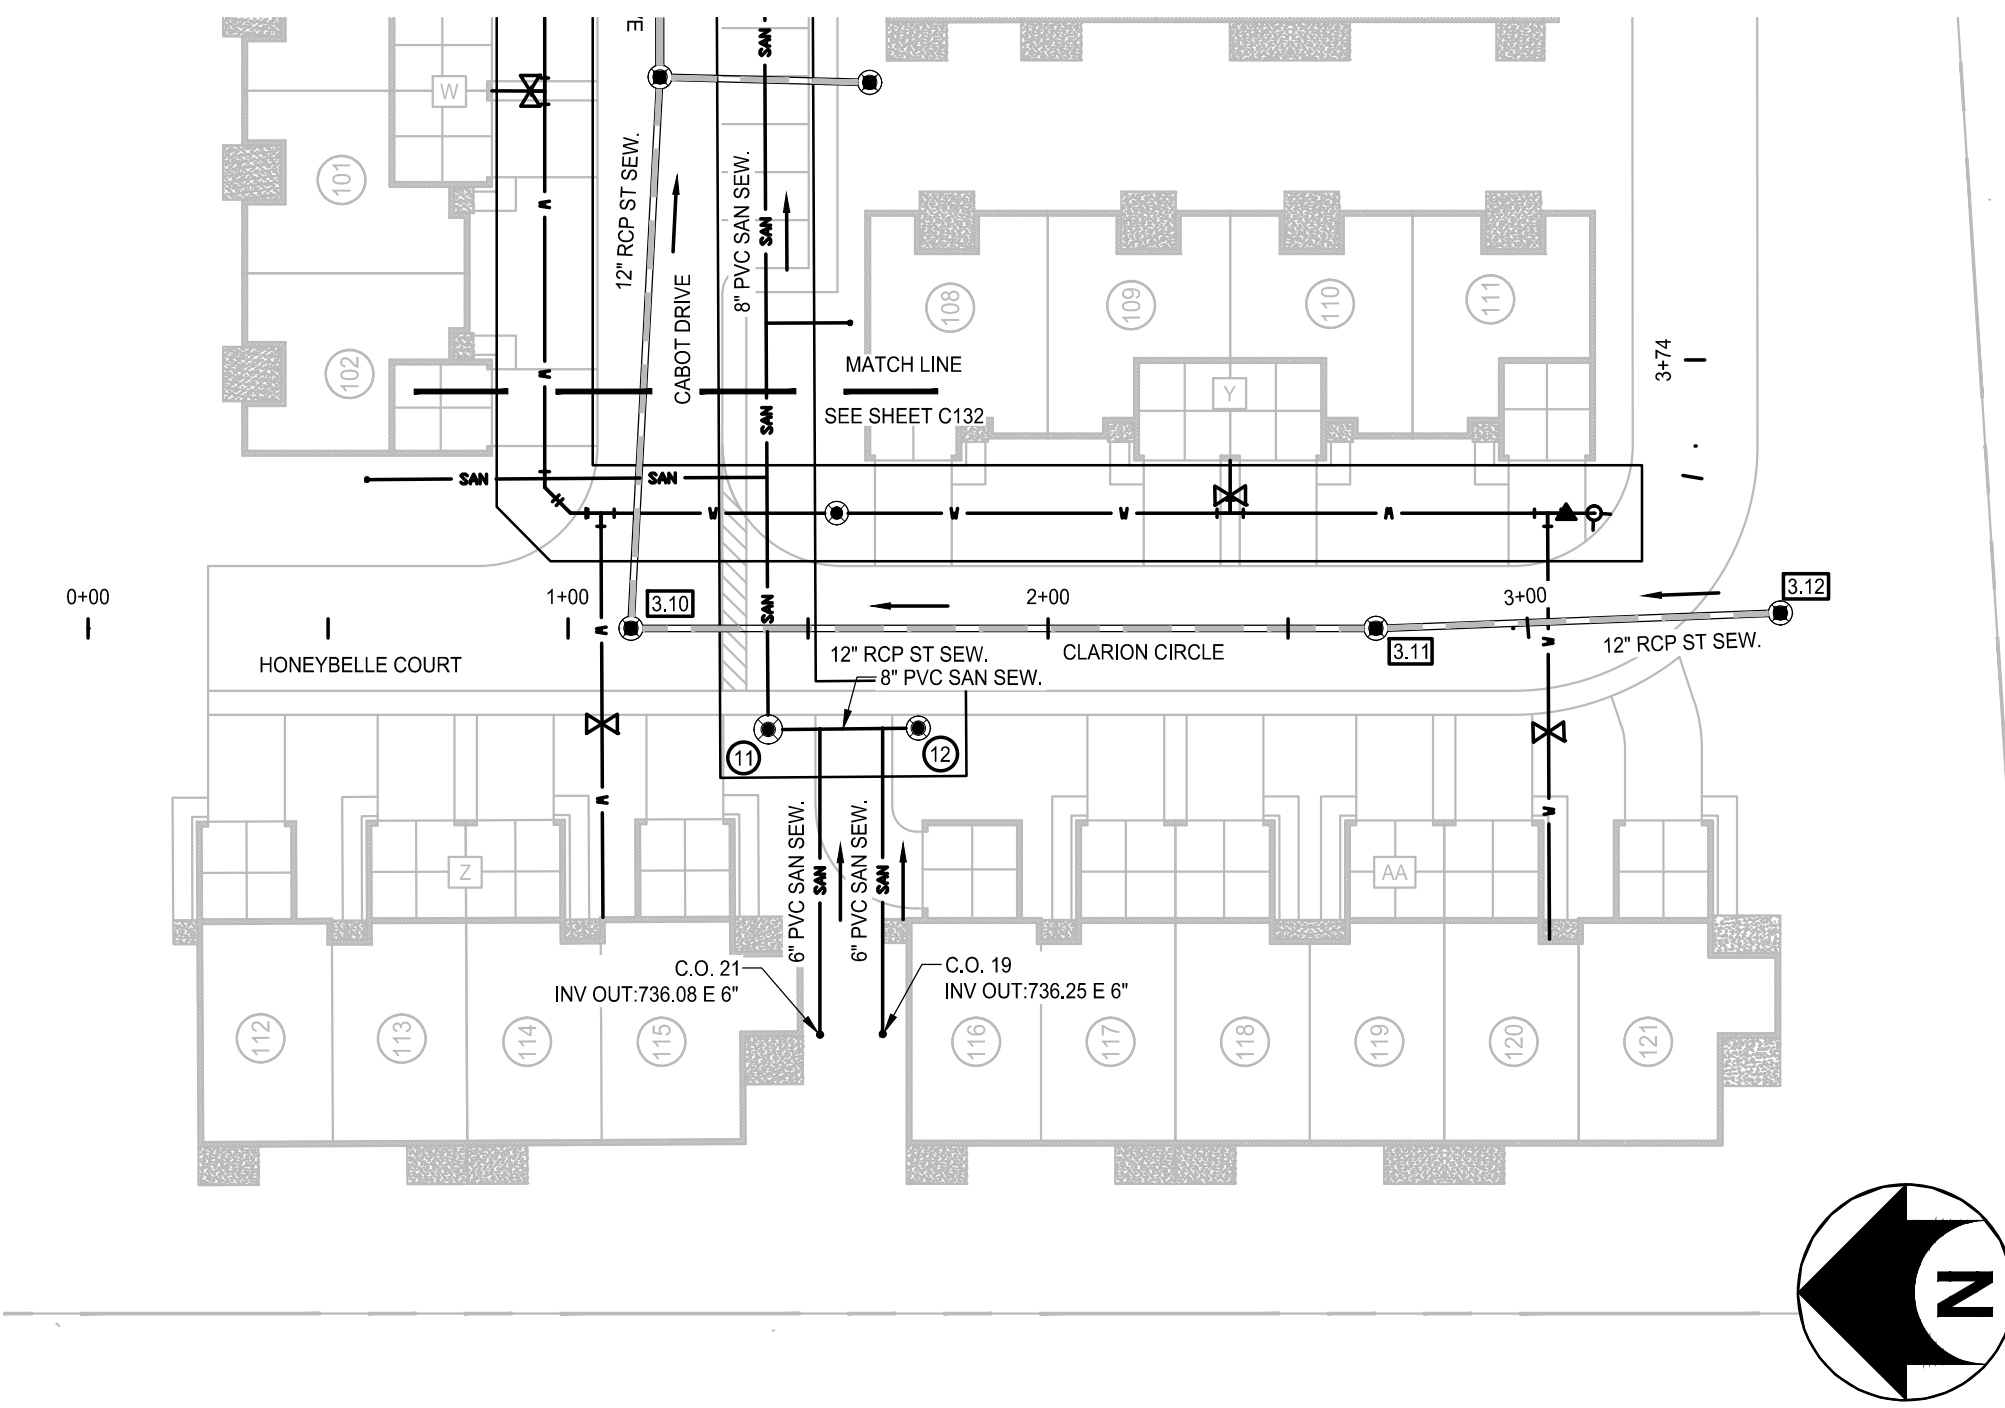 W
101
102
12" RCP ST SEW.
CABOT DRIVE
8" PVC SAN SEW.
SAN
SAN
SAN
SAN
SAN
SAN
W
W
MATCH LINE
SEE SHEET C132
108
109
110
111
Y
3+74
W
W
W
W
0+00
1+00
2+00
3+00
3.10
3.11
3.12
HONEYBELLE COURT
CLARION CIRCLE
12" RCP ST SEW.
12" RCP ST SEW.
8" PVC SAN SEW.
W
W
W
W
11
12
6" PVC SAN SEW.
SAN
6" PVC SAN SEW.
SAN
Z
AA
C.O. 21
INV OUT:736.08 E 6"
C.O. 19
INV OUT:736.25 E 6"
112
113
114
115
116
117
118
119
120
121
N